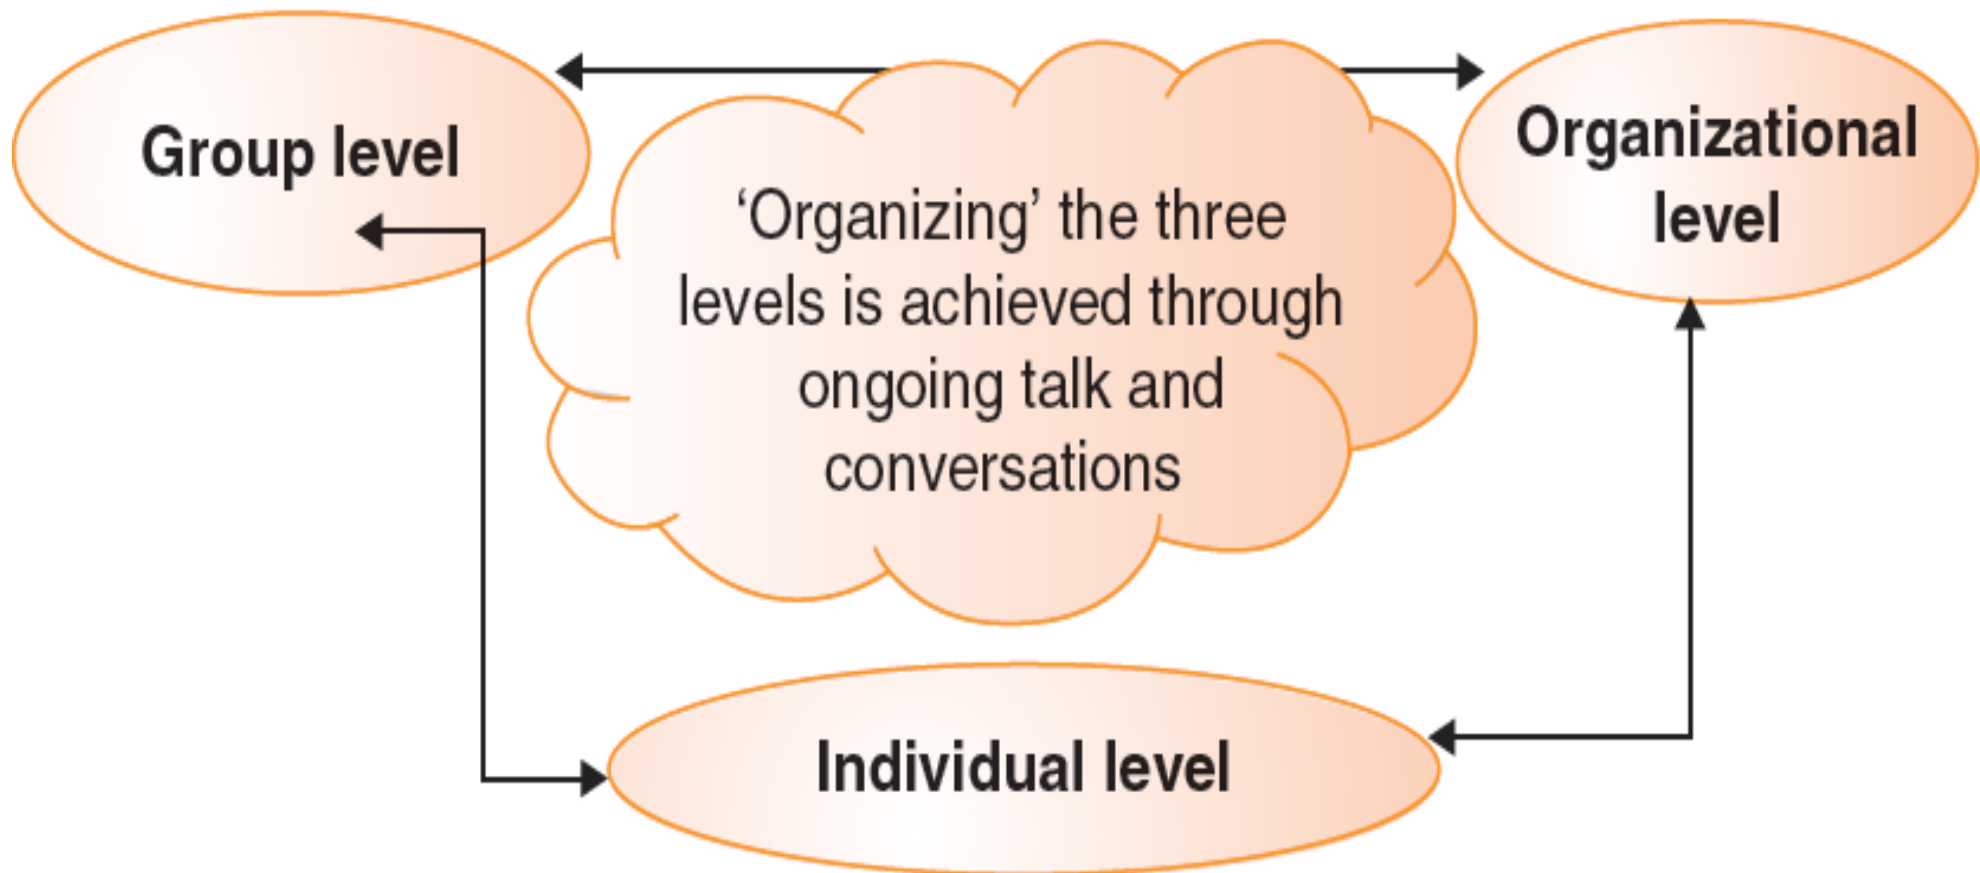 Group level
Organizational
level
‘Organizing’ the three
levels is achieved through
ongoing talk and
conversations
Individual level